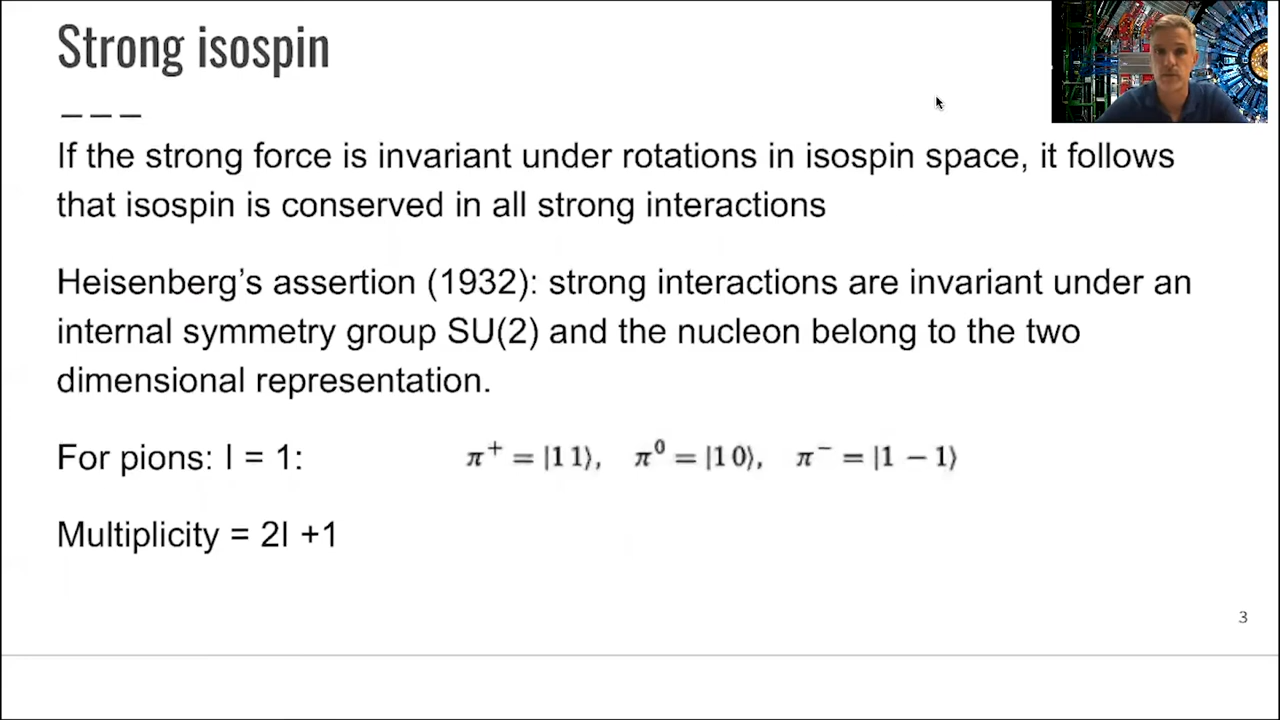 Strong isospin
If the strong force is invariant under rotations in isospin space, it follows
that isospin is conserved in all strong interactions
Heisenberg’s assertion (1932): strong interactions are invariant under an
internal symmetry group SU(2) and the nucleon belong to the two
dimensional representation.
For pions: I = 1: π⁺ = |1 1⟩, π⁰ = |1 0⟩, π⁻ = |1 − 1⟩
Multiplicity = 2I +1
3